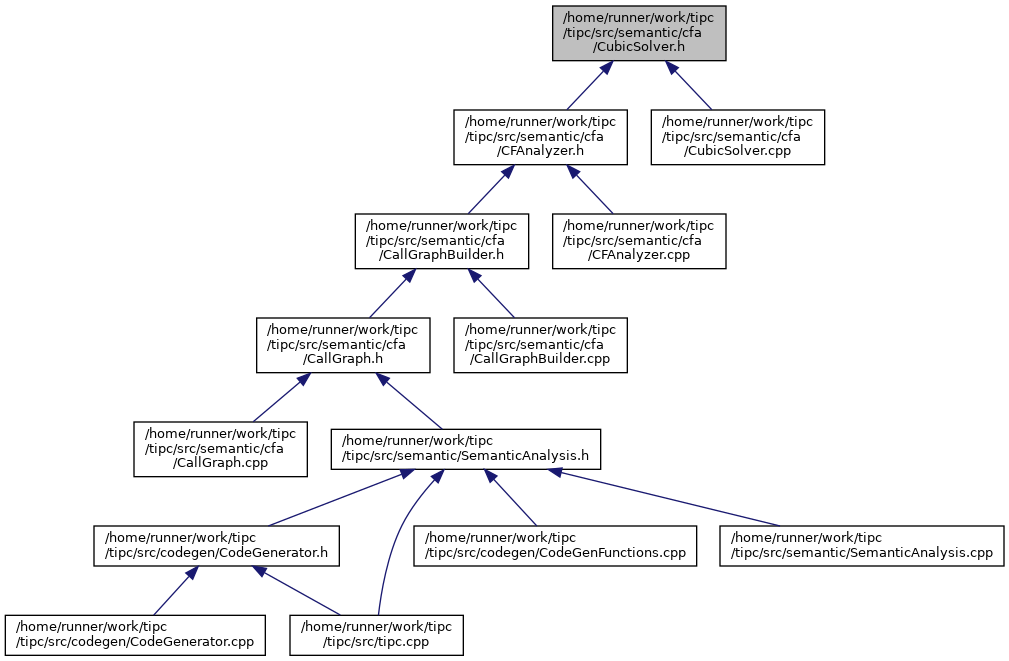 /home/runner/work/tipc
/tipc/src/semantic/cfa
/CubicSolver.h
/home/runner/work/tipc
/tipc/src/semantic/cfa
/CFAnalyzer.h
/home/runner/work/tipc
/tipc/src/semantic/cfa
/CubicSolver.cpp
/home/runner/work/tipc
/tipc/src/semantic/cfa
/CallGraphBuilder.h
/home/runner/work/tipc
/tipc/src/semantic/cfa
/CFAnalyzer.cpp
/home/runner/work/tipc
/tipc/src/semantic/cfa
/CallGraph.h
/home/runner/work/tipc
/tipc/src/semantic/cfa
/CallGraphBuilder.cpp
/home/runner/work/tipc
/tipc/src/semantic/cfa
/CallGraph.cpp
/home/runner/work/tipc
/tipc/src/semantic/SemanticAnalysis.h
/home/runner/work/tipc
/tipc/src/codegen/CodeGenerator.h
/home/runner/work/tipc
/tipc/src/codegen/CodeGenFunctions.cpp
/home/runner/work/tipc
/tipc/src/semantic/SemanticAnalysis.cpp
/home/runner/work/tipc
/tipc/src/codegen/CodeGenerator.cpp
/home/runner/work/tipc
/tipc/src/tipc.cpp